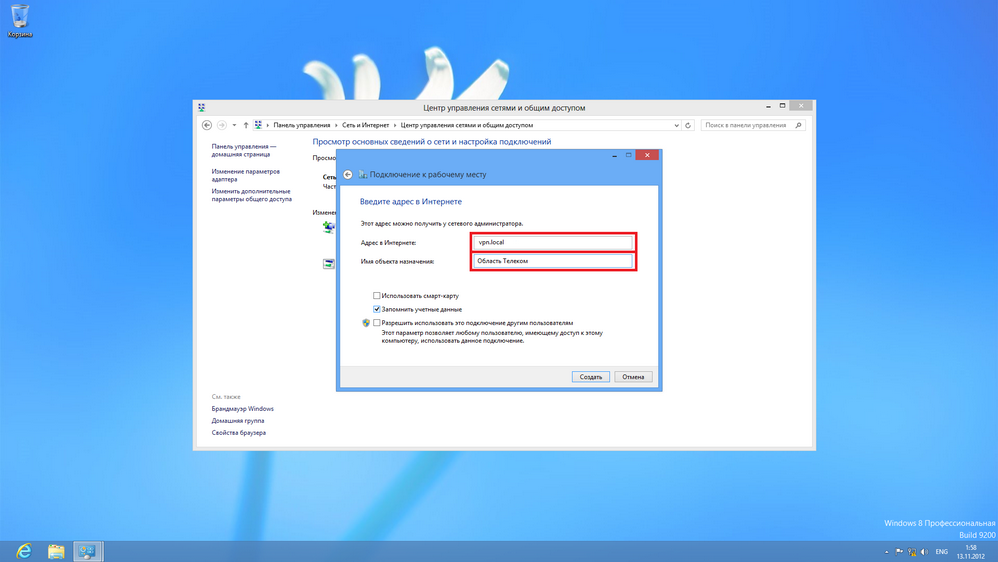 Корзина
Центр управления сетями и общим доступом
Панель управления › Сеть и Интернет › Центр управления сетями и общим доступом
Поиск в панели управления
Панель управления —
домашняя страница
Изменение параметров
адаптера
Изменить дополнительные
параметры общего доступа
Просмотр основных сведений о сети и настройка подключений
Просмо
Сеть
Част
Изменен
Подключение к рабочему месту
Введите адрес в Интернете
Этот адрес можно получить у сетевого администратора.
Адрес в Интернете: vpn.local
Имя объекта назначения: Область Телеком
Использовать смарт-карту
Запомнить учетные данные
Разрешить использовать это подключение другим пользователям
Этот параметр позволяет любому пользователю, имеющему доступ к этому
компьютеру, использовать данное подключение.
Создать Отмена
См. также
Брандмауэр Windows
Домашняя группа
Свойства браузера
Windows 8 Профессиональная
Build 9200
ENG
1:58
13.11.2012